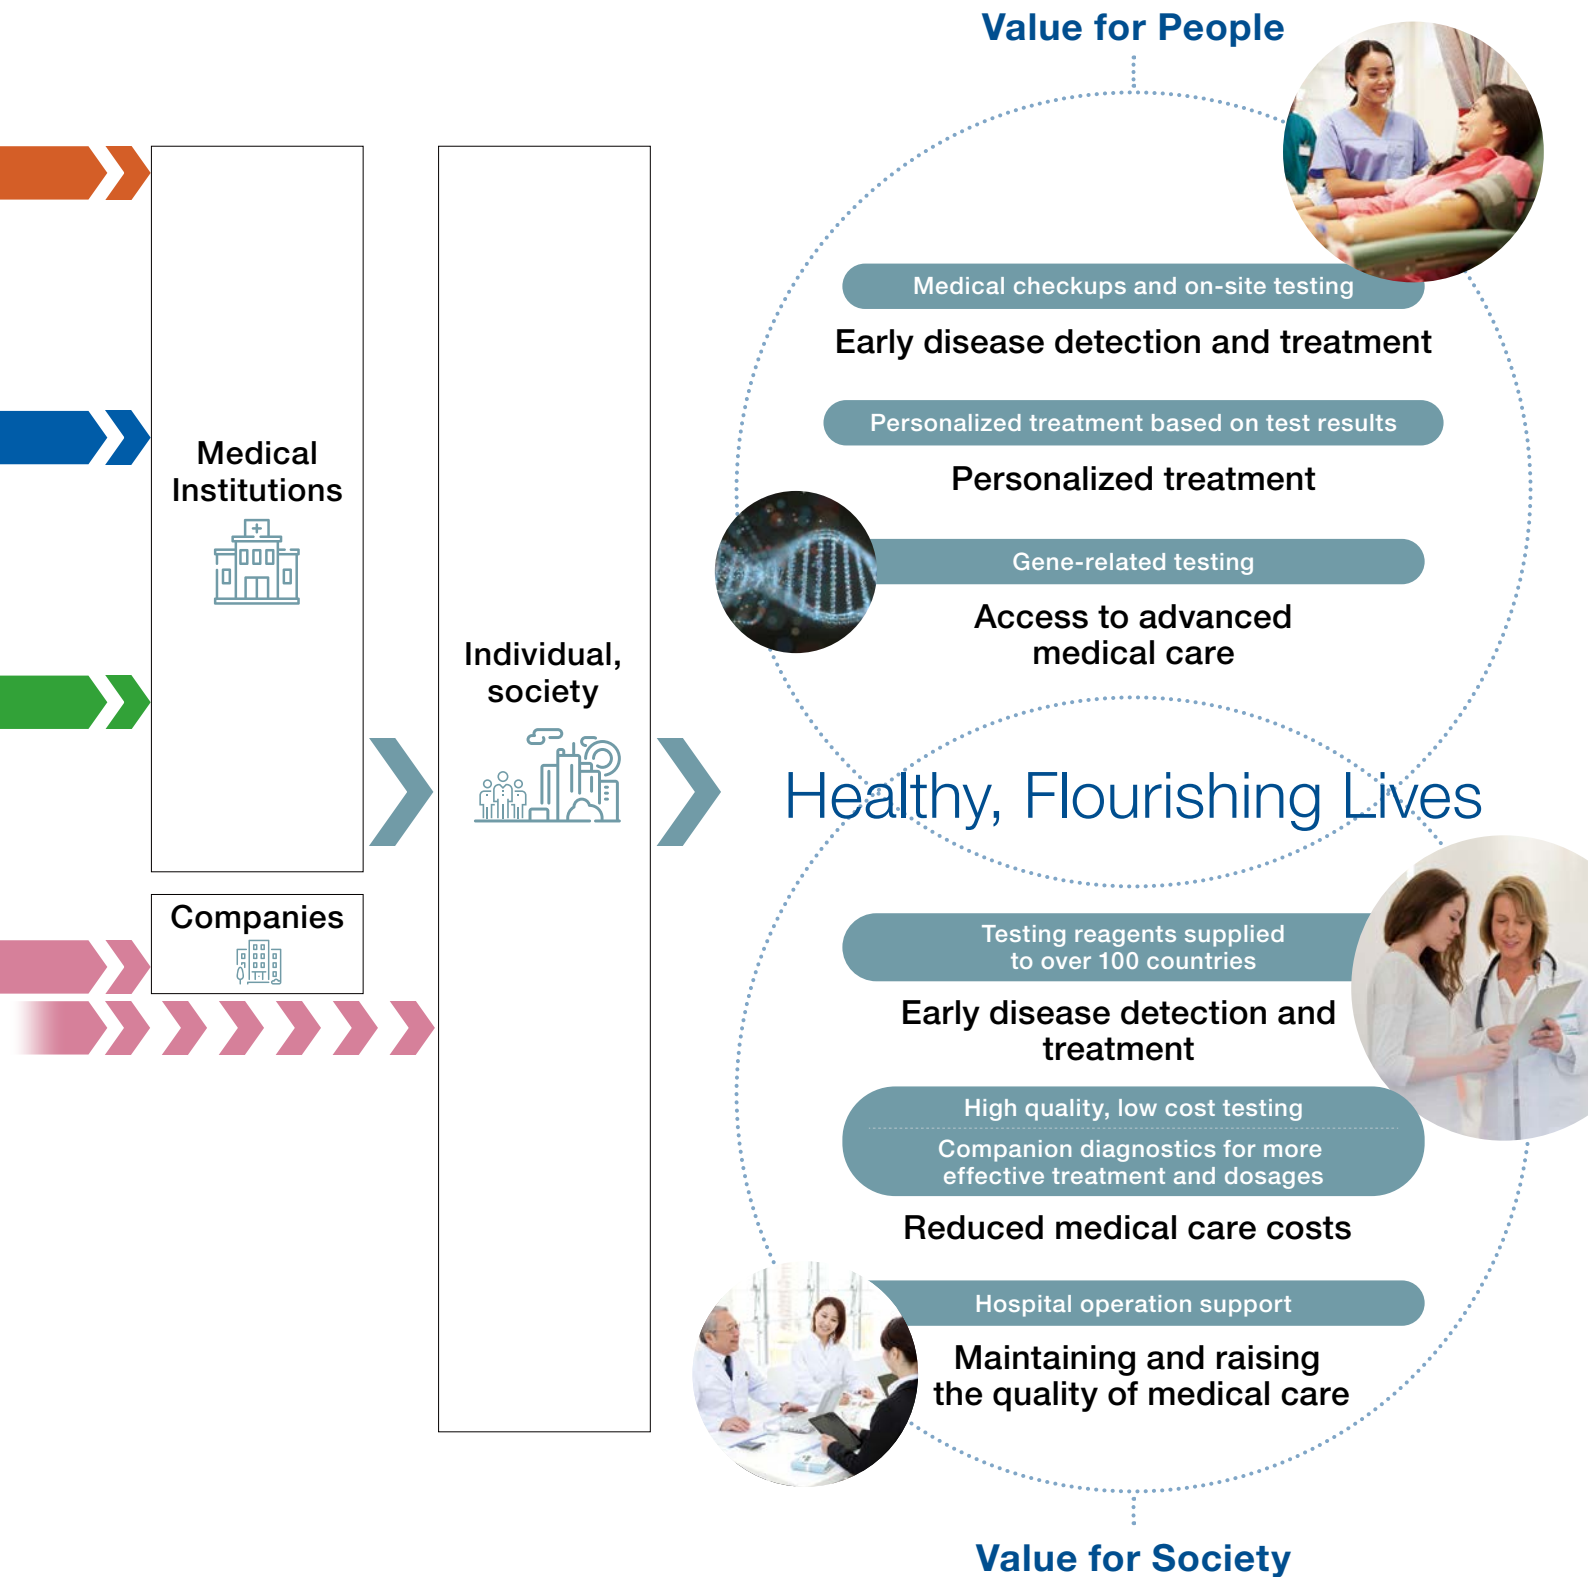 Value for People
Medical checkups and on-site testing
Early disease detection and treatment
Personalized treatment based on test results
Personalized treatment
Gene-related testing
Access to advanced
medical care
Medical
Institutions
Individual,
society
Companies
Healthy, Flourishing Lives
Testing reagents supplied
to over 100 countries
Early disease detection and
treatment
High quality, low cost testing
Companion diagnostics for more
effective treatment and dosages
Reduced medical care costs
Hospital operation support
Maintaining and raising
the quality of medical care
Value for Society